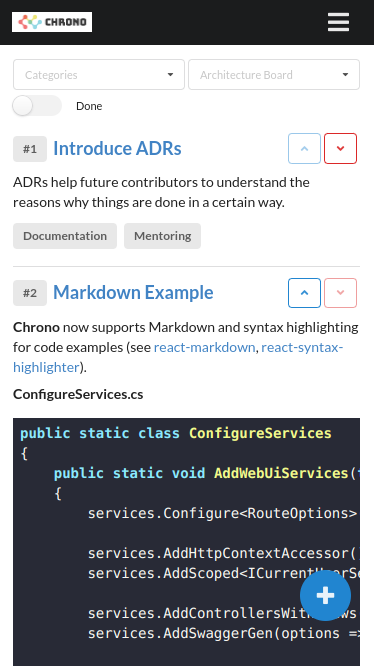 CHRONO
Categories
Architecture Board
Done
#1 Introduce ADRs
ADRs help future contributors to understand the
reasons why things are done in a certain way.
Documentation Mentoring
#2 Markdown Example
Chrono now supports Markdown and syntax highlighting
for code examples (see react-markdown, react-syntax-
highlighter).
ConfigureServices.cs
public static class ConfigureServices
{
public static void AddWebUiServices(
{
services.Configure<RouteOptions>
services.AddHttpContextAccessor(
services.AddScoped<ICurrentUserSe
services.AddControllersWith
services.AddSwaggerGen(options =>